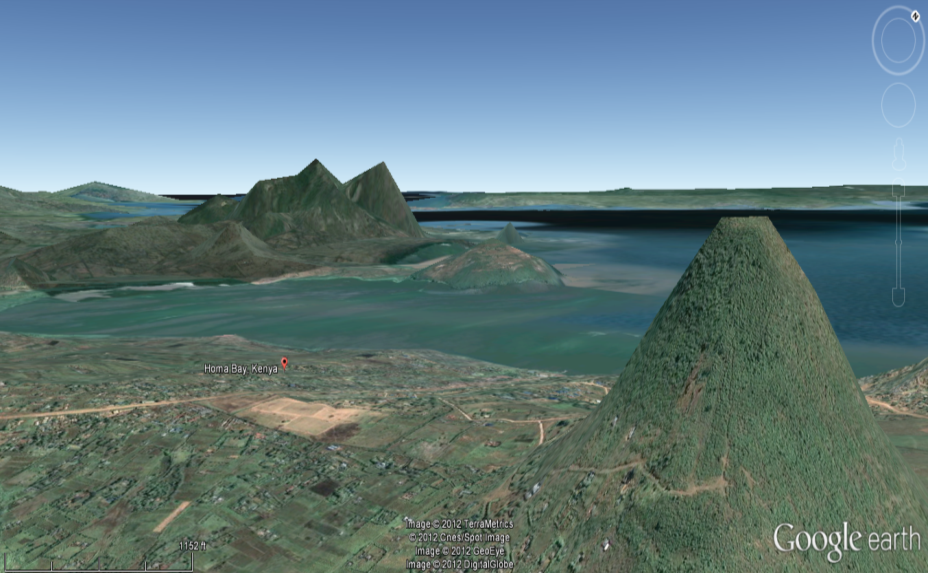 Homa Bay, Kenya
1152 ft
Image © 2012 TerraMetrics
© 2012 Cnes/Spot Image
Image © 2012 GeoEye
Image © 2012 DigitalGlobe
Google earth